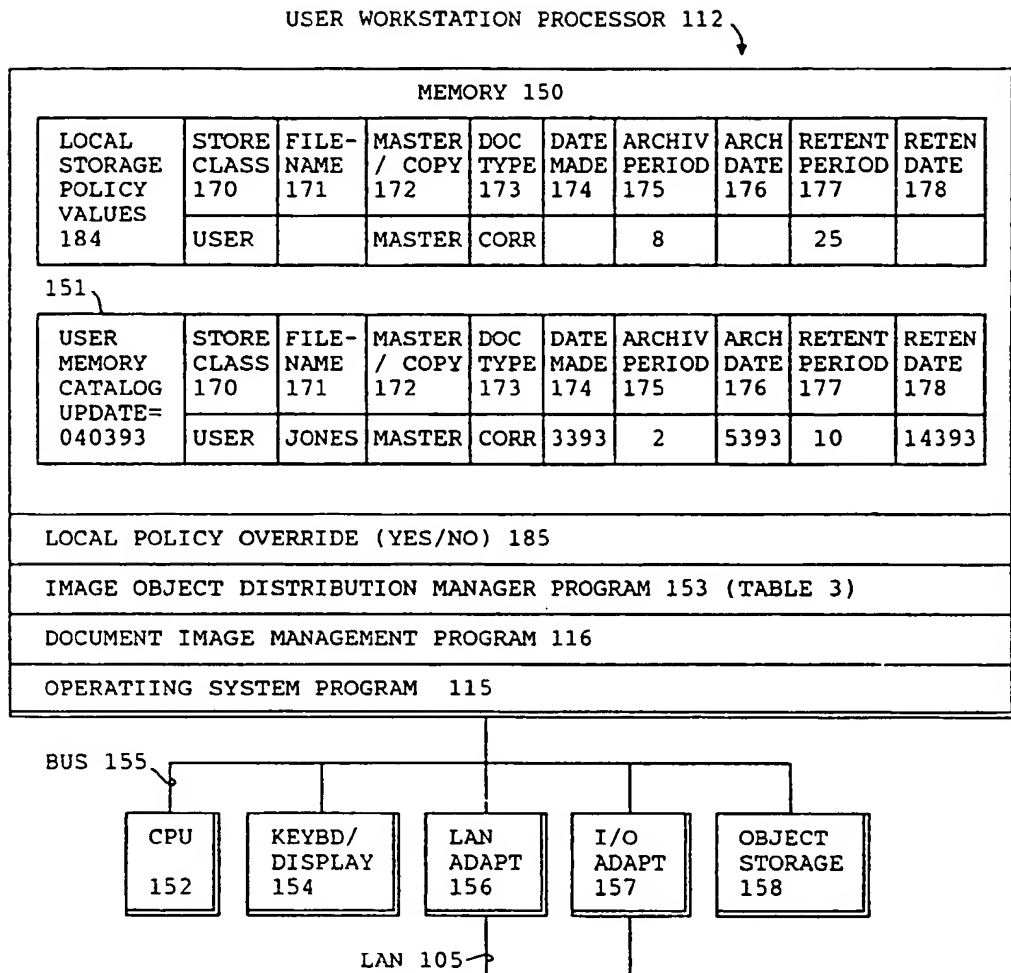 USER WORKSTATION PROCESSOR 112
MEMORY 150
LOCAL STORAGE POLICY VALUES 184
STORE CLASS 170
FILE-NAME 171
MASTER / COPY 172
DOC TYPE 173
DATE MADE 174
ARCHIV PERIOD 175
ARCH DATE 176
RETENT PERIOD 177
RETEN DATE 178
USER MASTER CORR 8 25
151
USER MEMORY CATALOG UPDATE= 040393
STORE CLASS 170
FILE-NAME 171
MASTER / COPY 172
DOC TYPE 173
DATE MADE 174
ARCHIV PERIOD 175
ARCH DATE 176
RETENT PERIOD 177
RETEN DATE 178
USER JONES MASTER CORR 3393 2 5393 10 14393
LOCAL POLICY OVERRIDE (YES/NO) 185
IMAGE OBJECT DISTRIBUTION MANAGER PROGRAM 153 (TABLE 3)
DOCUMENT IMAGE MANAGEMENT PROGRAM 116
OPERATIING SYSTEM PROGRAM 115
BUS 155
CPU 152
KEYBD/ DISPLAY 154
LAN ADAPT 156
I/O ADAPT 157
OBJECT STORAGE 158
LAN 105